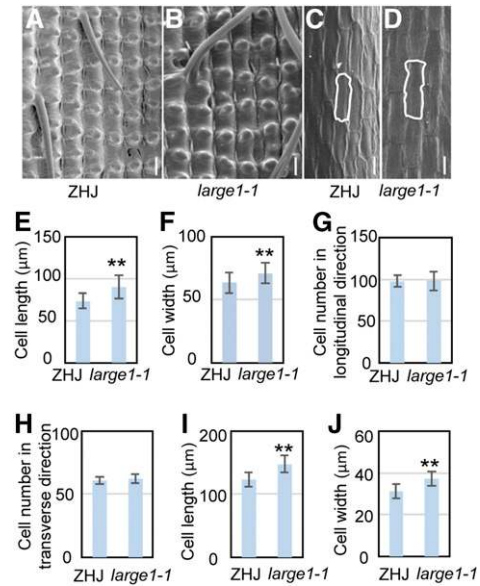 A B C D
ZHJ large1-1 ZHJ large1-1
E F G
Cell length (μm)
150
100
50
0
**
ZHJ large1-1
Cell width (μm)
100
50
0
**
ZHJ large1-1
Cell number in
longitudinal direction
150
100
50
0
ZHJ large1-1
H I J
Cell number in
transverse direction
100
50
0
ZHJ large1-1
Cell length (μm)
200
100
0
**
ZHJ large1-1
Cell width (μm)
60
40
20
0
**
ZHJ large1-1